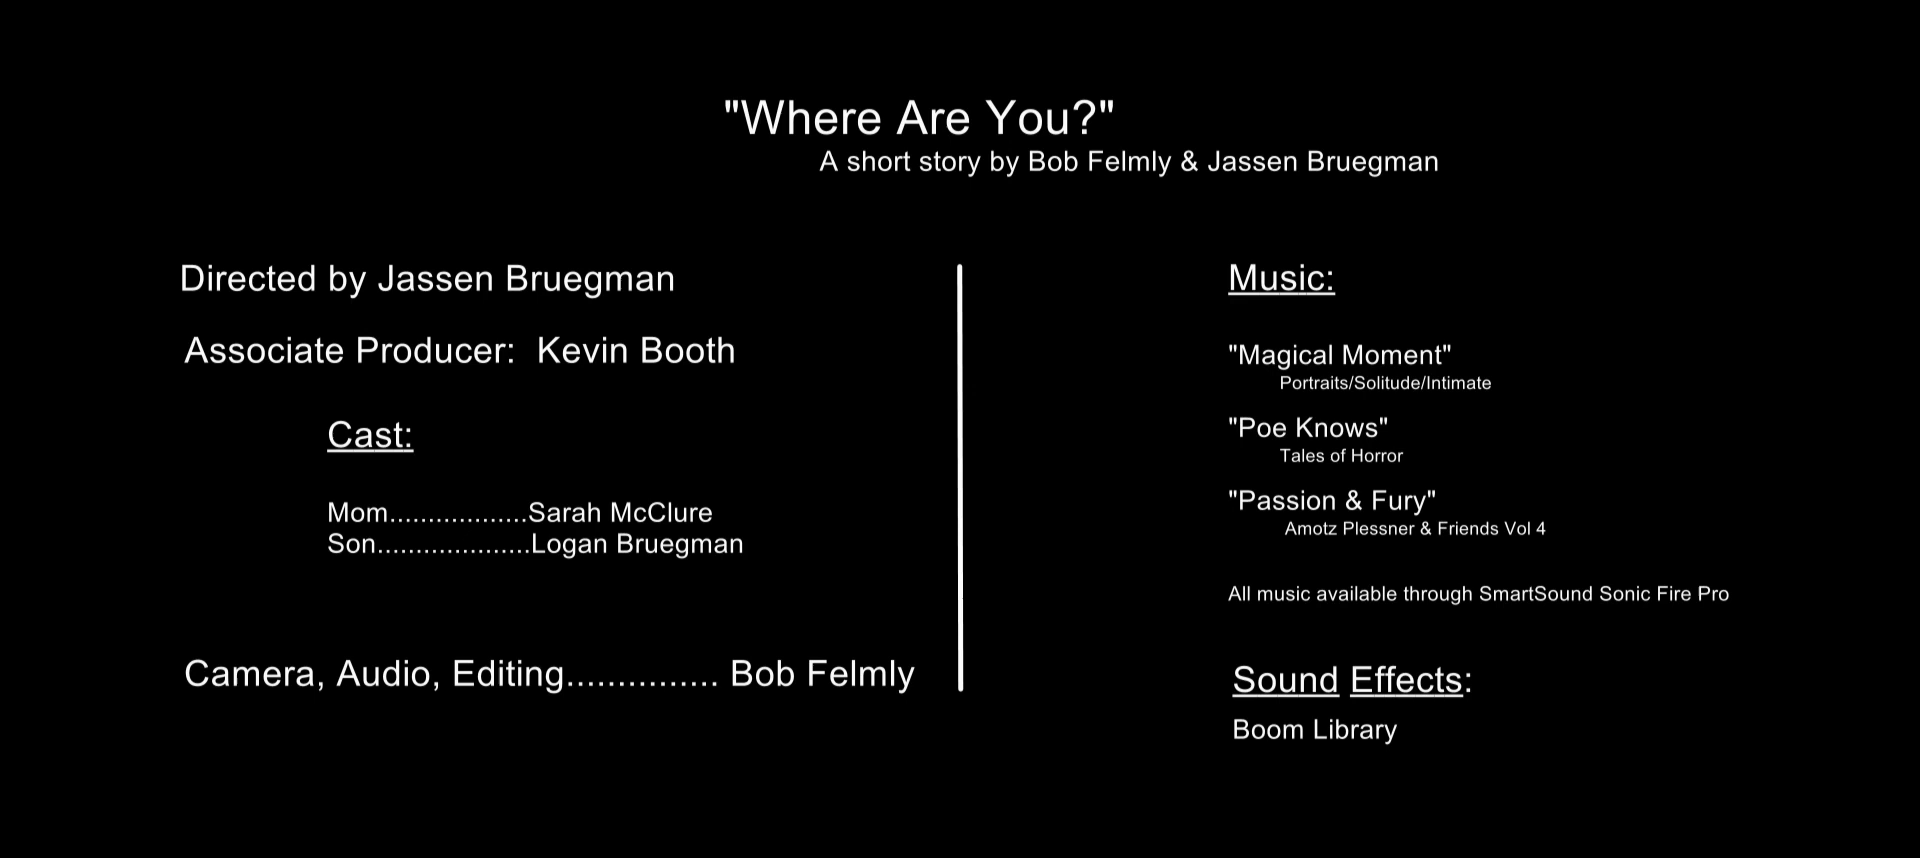 "Where Are You?"
A short story by Bob Felmly & Jassen Bruegman
Directed by Jassen Bruegman
Associate Producer:  Kevin Booth
Cast:
Mom..................Sarah McClure
Son....................Logan Bruegman
Camera, Audio, Editing............... Bob Felmly
Music:
"Magical Moment"
Portraits/Solitude/Intimate
"Poe Knows"
Tales of Horror
"Passion & Fury"
Amotz Plessner & Friends Vol 4
All music available through SmartSound Sonic Fire Pro
Sound Effects:
Boom Library